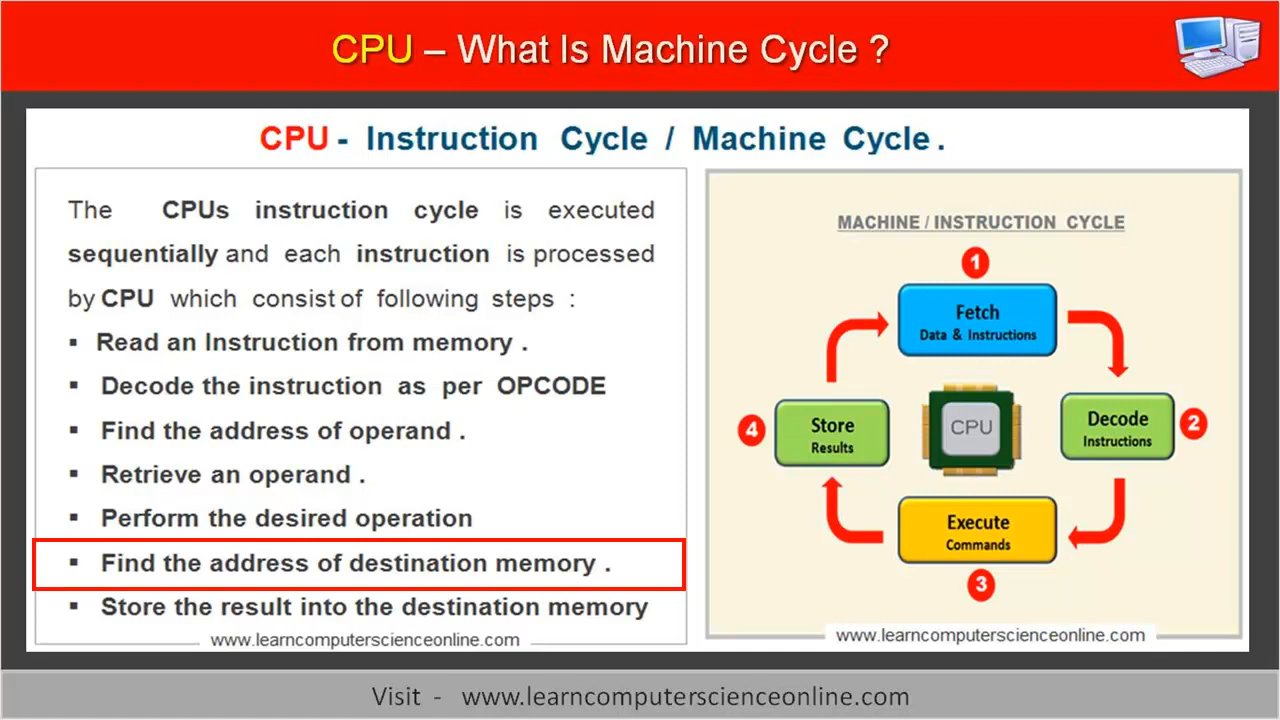 CPU – What Is Machine Cycle ?
CPU - Instruction Cycle / Machine Cycle .
The CPUs instruction cycle is executed
sequentially and each instruction is processed
by CPU which consist of following steps :
▪ Read an Instruction from memory .
▪ Decode the instruction as per OPCODE
▪ Find the address of operand .
▪ Retrieve an operand .
▪ Perform the desired operation
▪ Find the address of destination memory .
▪ Store the result into the destination memory
www.learncomputerscienceonline.com
MACHINE / INSTRUCTION CYCLE
1
Fetch
Data & Instructions
Decode
Instructions
2
Store
Results
4
CPU
Execute
Commands
3
www.learncomputerscienceonline.com
Visit - www.learncomputerscienceonline.com